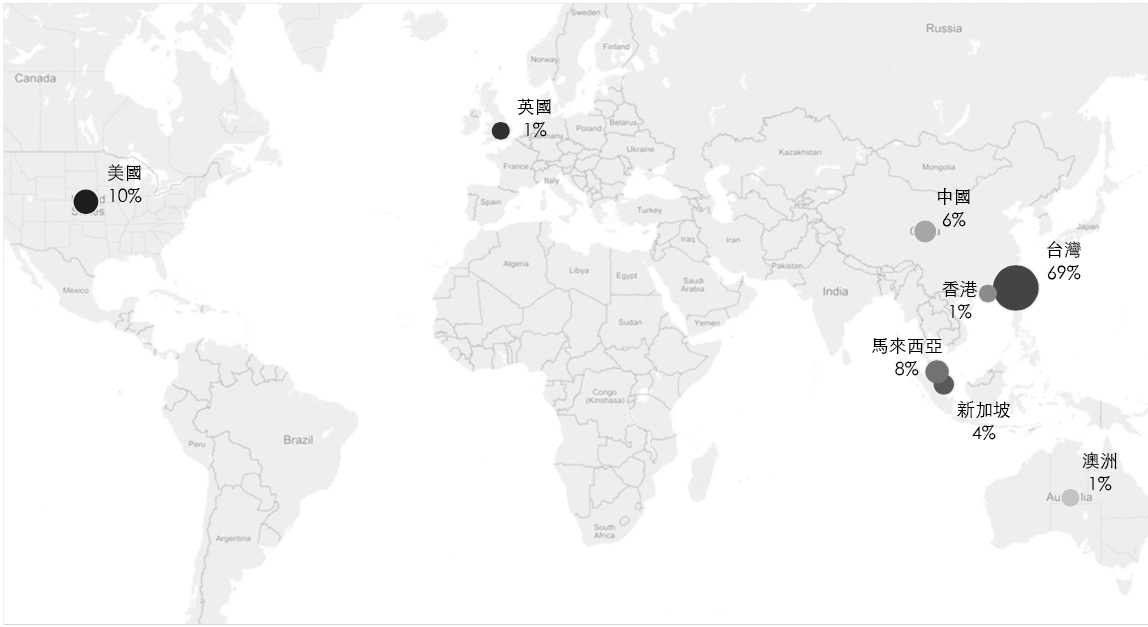 Sweden
Russia
Finland
Norway
Canada
英國
1%
Belarus
Poland
Ukraine
France
Kazakhstan
Mongolia
美國
10%
Italy
Spain
Turkey
中國
6%
Japan
Iraq
Iran
台灣
69%
Algeria
Libya
Egypt
Pakistan
Saudi
Arabia
India
香港
1%
Mexico
Sudan
Yemen
馬來西亞
8%
Congo
(Kinshasa)
新加坡
4%
Brazil
Peru
澳洲
1%
South
Africa
Argentina